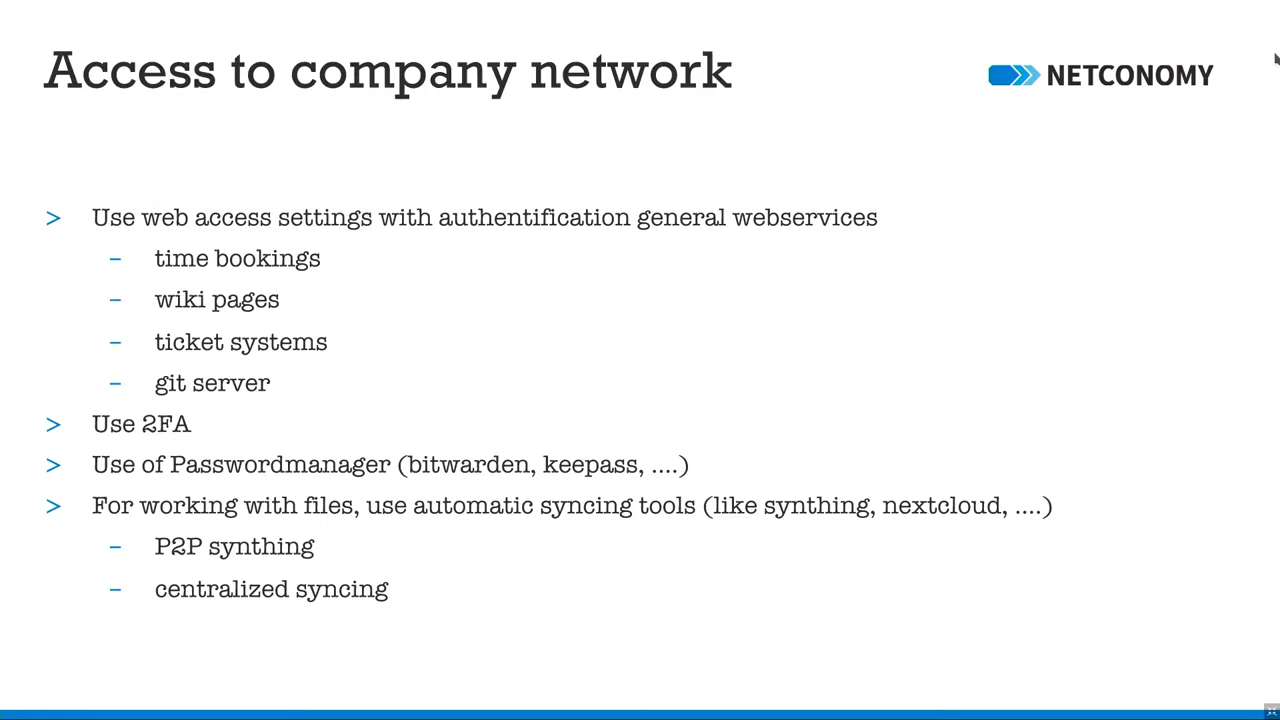 Access to company network
NETCONOMY
> Use web access settings with authentification general webservices
– time bookings
– wiki pages
– ticket systems
– git server
> Use 2FA
> Use of Passwordmanager (bitwarden, keepass, ....)
> For working with files, use automatic syncing tools (like synthing, nextcloud, ....)
– P2P synthing
– centralized syncing